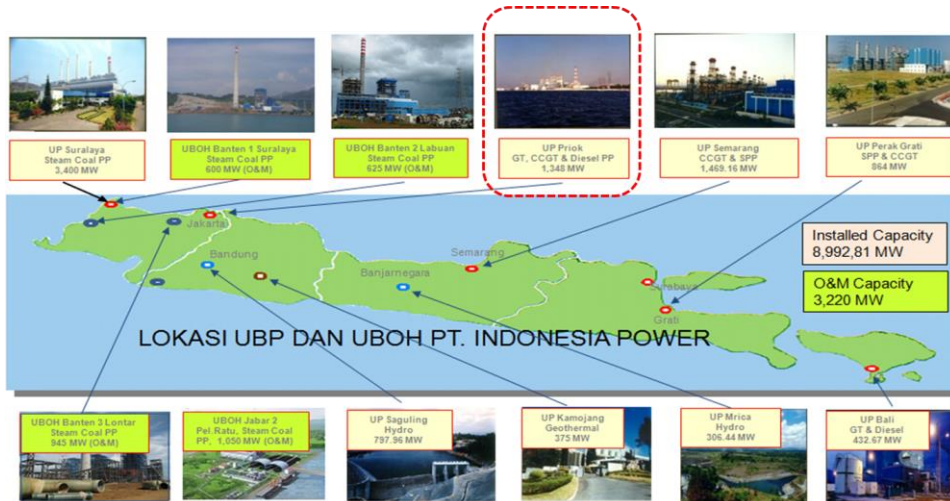 UP Suralaya
Steam Coal PP
3,400 MW
UBOH Banten 1 Suralaya
Steam Coal PP
600 MW (O&M)
UBOH Banten 2 Labuan
Steam Coal PP
625 MW (O&M)
UP Priok
GT, CCGT & Diesel PP
1,348 MW
UP Semarang
CCGT & SPP
1,469.16 MW
UP Perak Grati
SPP & CCGT
864 MW
Jakarta
Bandung
Banjarnegara
Semarang
Surabaya
Grati
Installed Capacity
8,992,81 MW
O&M Capacity
3,220 MW
LOKASI UBP DAN UBOH PT. INDONESIA POWER
UBOH Banten 3 Lontar
Steam Coal PP
945 MW (O&M)
UBOH Jabar 2
Pel.Ratu, Steam Coal
PP, 1,050 MW (O&M)
UP Saguling
Hydro
797.96 MW
UP Kamojang
Geothermal
375 MW
UP Mrica
Hydro
306.44 MW
UP Bali
GT & Diesel
432.67 MW